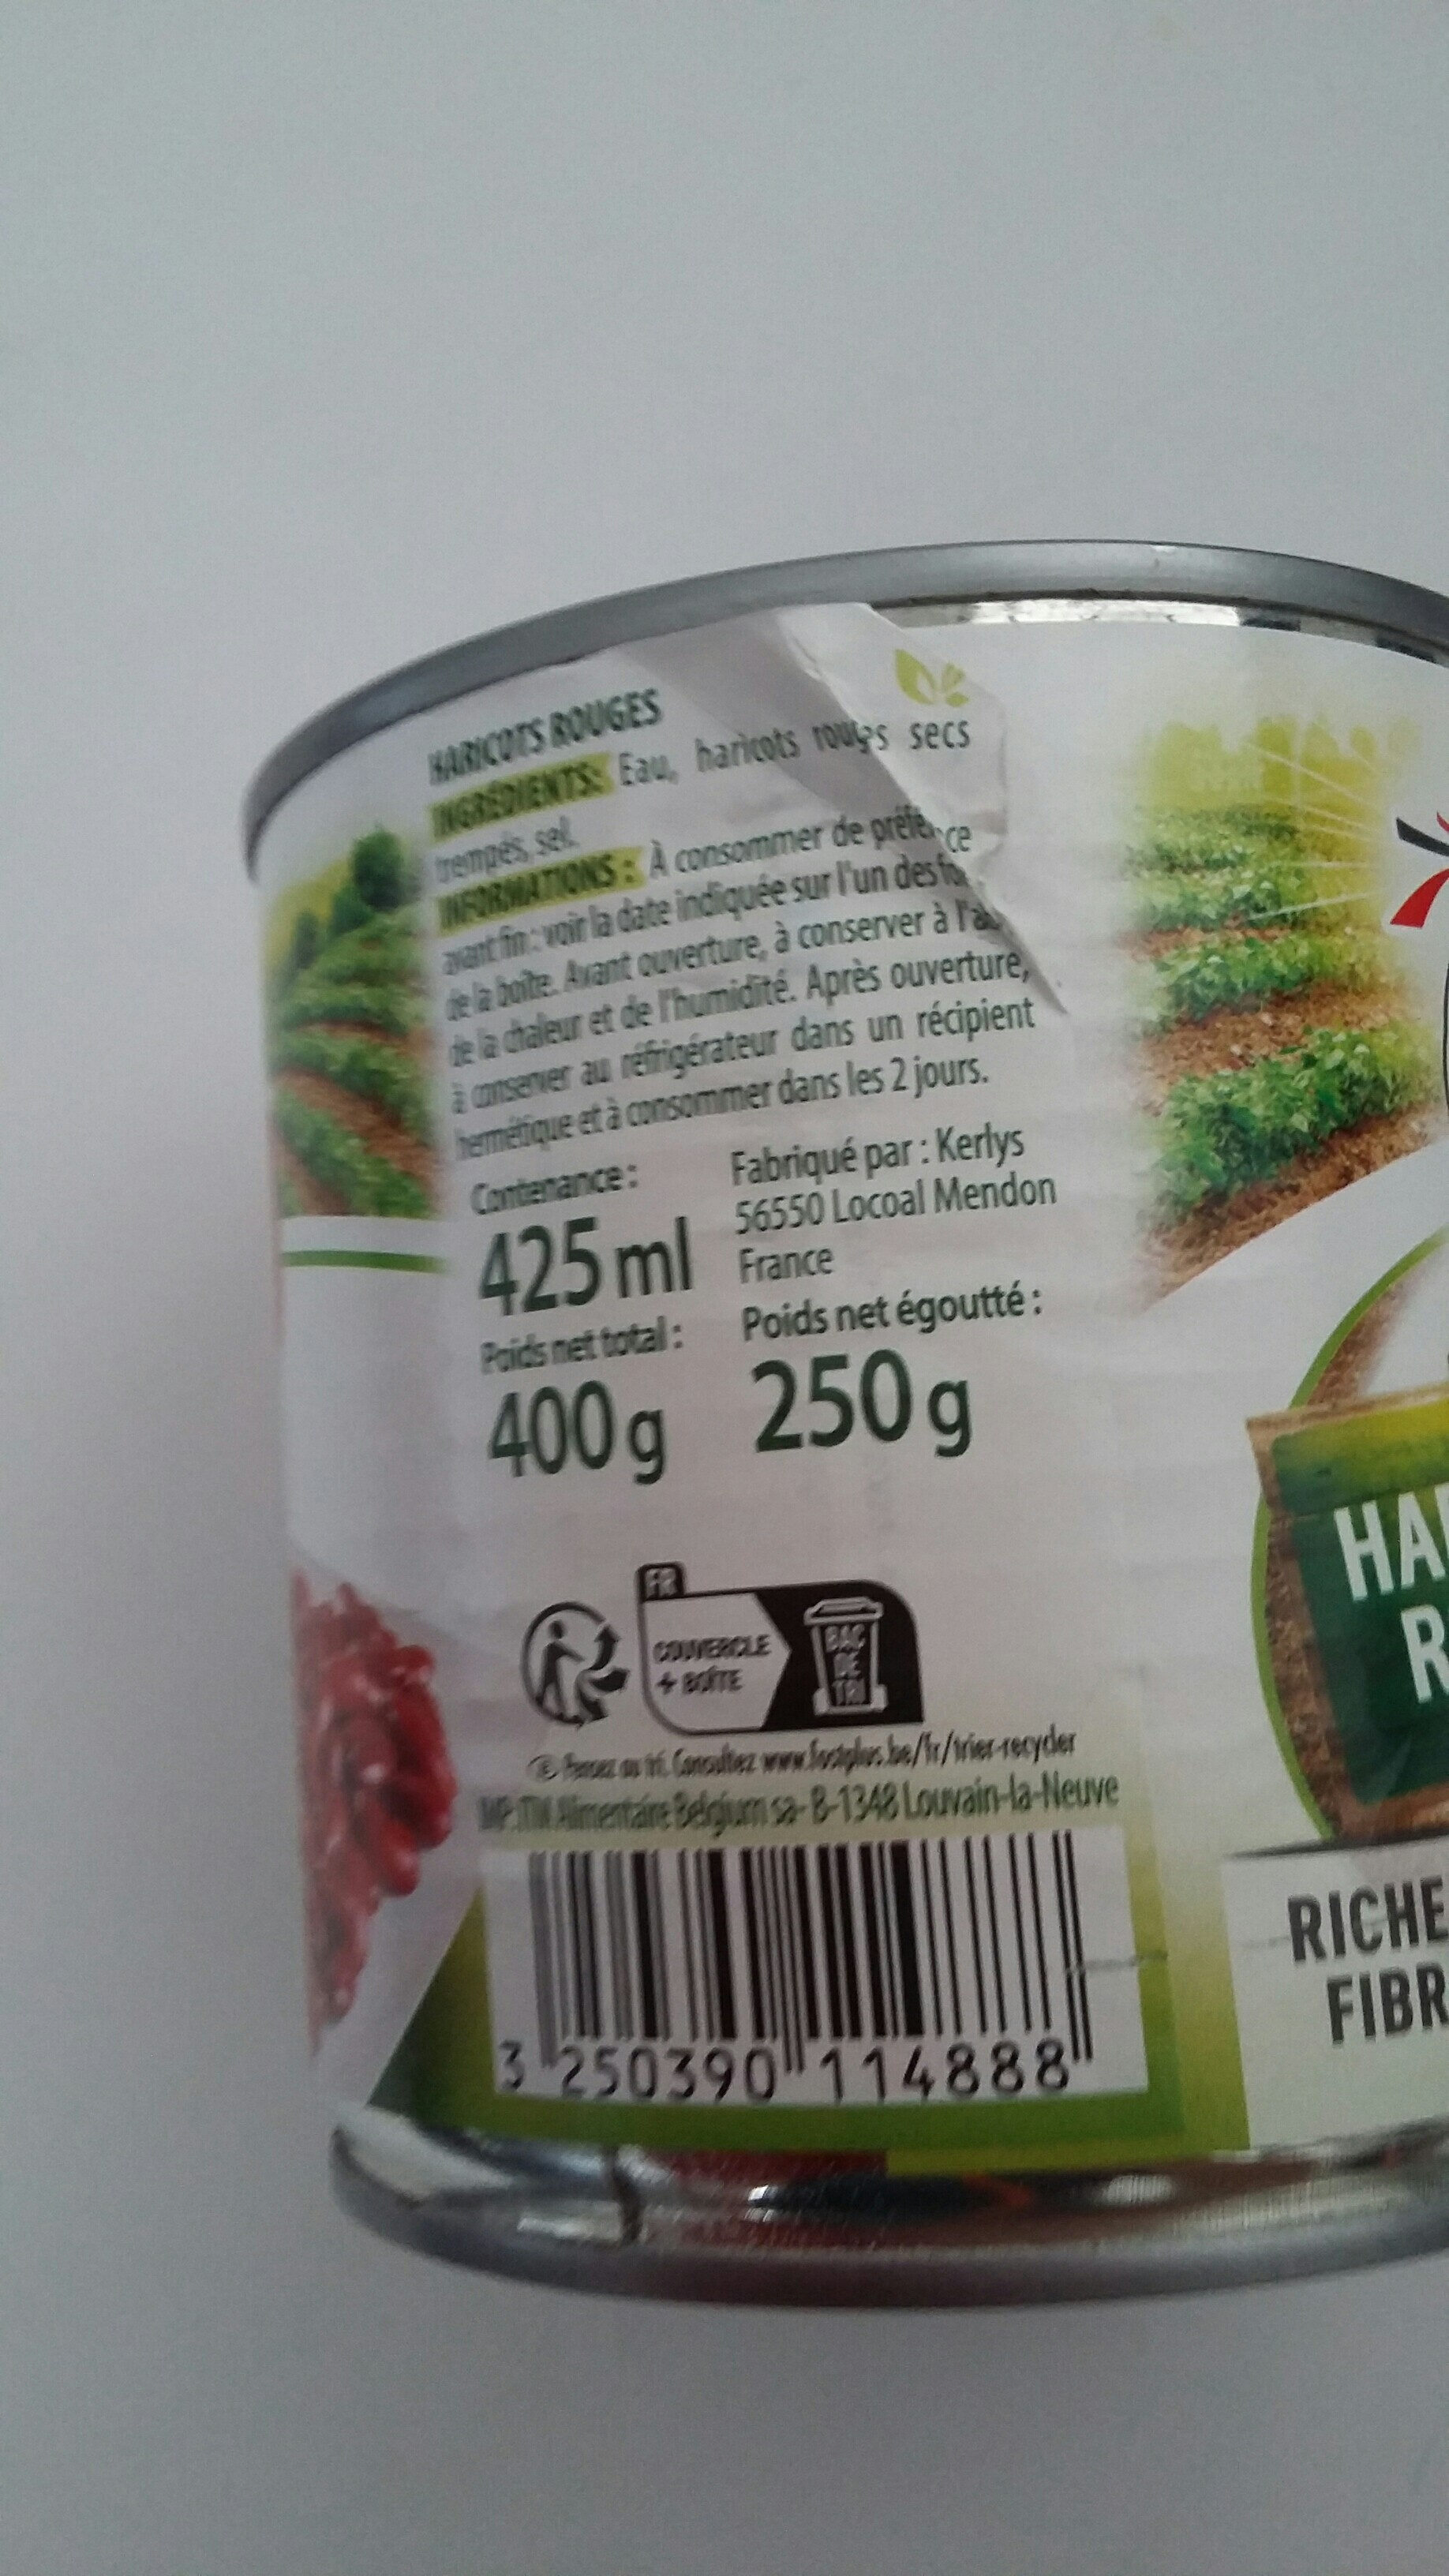 HARICOTS ROUGES
INGRÉDIENTS: Eau, haricots rouges secs
trempés, sel.
INFORMATIONS : À consommer de préfé ce
avant fin : voir la date indiquée sur l'un des
de la boîte. Avant ouverture, à conserver à
de la chaleur et de l'humidité. Après ouverture,
à conserver au réfrigérateur dans un récipient
hermétique et à consommer dans les 2 jours.
Contenance :
425 ml
Fabriqué par : Kerlys
56550 Locoal Mendon
France
Poids net total :
400 g
Poids net égoutté :
250 g
FR
COUVERCLE
+ BOÎTE
BAC
DE
TRI
Pensez au tri. Consultez www.fostplus.be/fr/trier-recycler
IMP: ITM Alimentaire Belgium sa- B-1348 Louvain-la-Neuve
3 250390 114888
HA
R
RICHE
FIBR